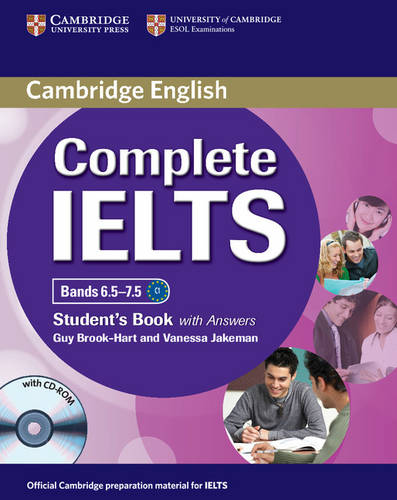 CAMBRIDGE
UNIVERSITY PRESS
UNIVERSITY of CAMBRIDGE
ESOL Examinations
Cambridge English
Complete
IELTS
Bands 6.5–7.5
C1
Student's Book with Answers
Guy Brook-Hart and Vanessa Jakeman
with CD-ROM
Official Cambridge preparation material for IELTS